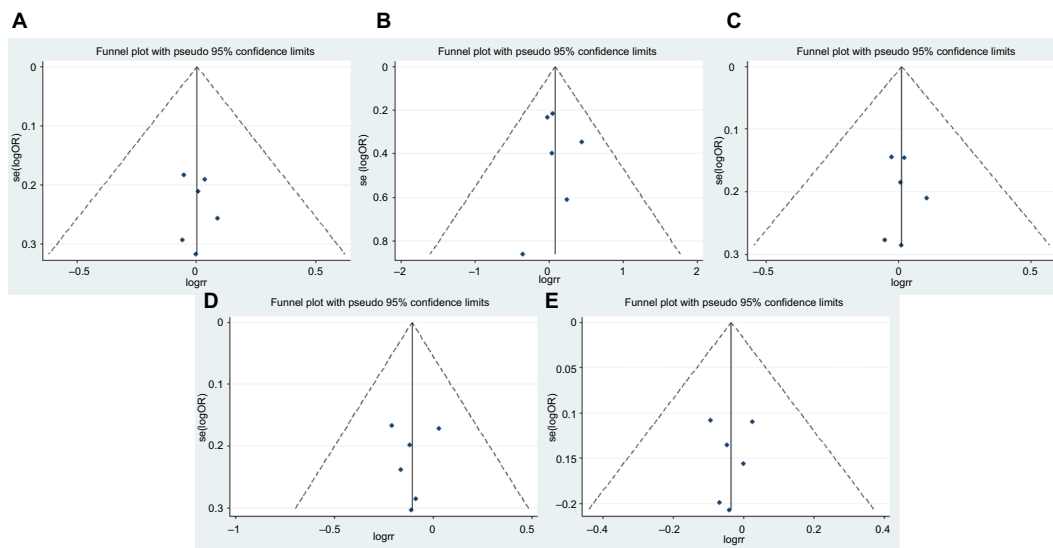 A
Funnel plot with pseudo 95% confidence limits
se(logOR)
0
0.1
0.2
0.3
–0.5
0
0.5
logrr
B
Funnel plot with pseudo 95% confidence limits
se (logOR)
0
0.2
0.4
0.6
0.8
–2
–1
0
1
2
logrr
C
Funnel plot with pseudo 95% confidence limits
se(logOR)
0
0.1
0.2
0.3
–0.5
0
0.5
logrr
D
Funnel plot with pseudo 95% confidence limits
se(logOR)
0
0.1
0.2
0.3
–1
–0.5
0
0.5
logrr
E
Funnel plot with pseudo 95% confidence limits
se(logOR)
0
0.05
0.1
0.15
–0.2
–0.4
–0.2
0
0.2
0.4
logrr